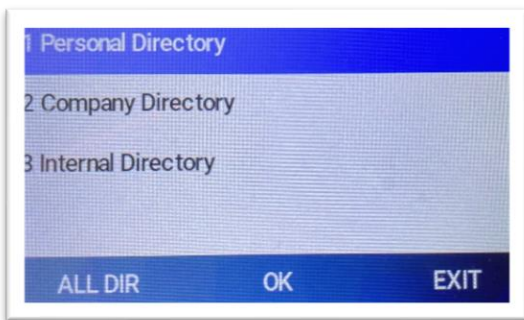 1 Personal Directory
2 Company Directory
3 Internal Directory
ALL DIR OK EXIT